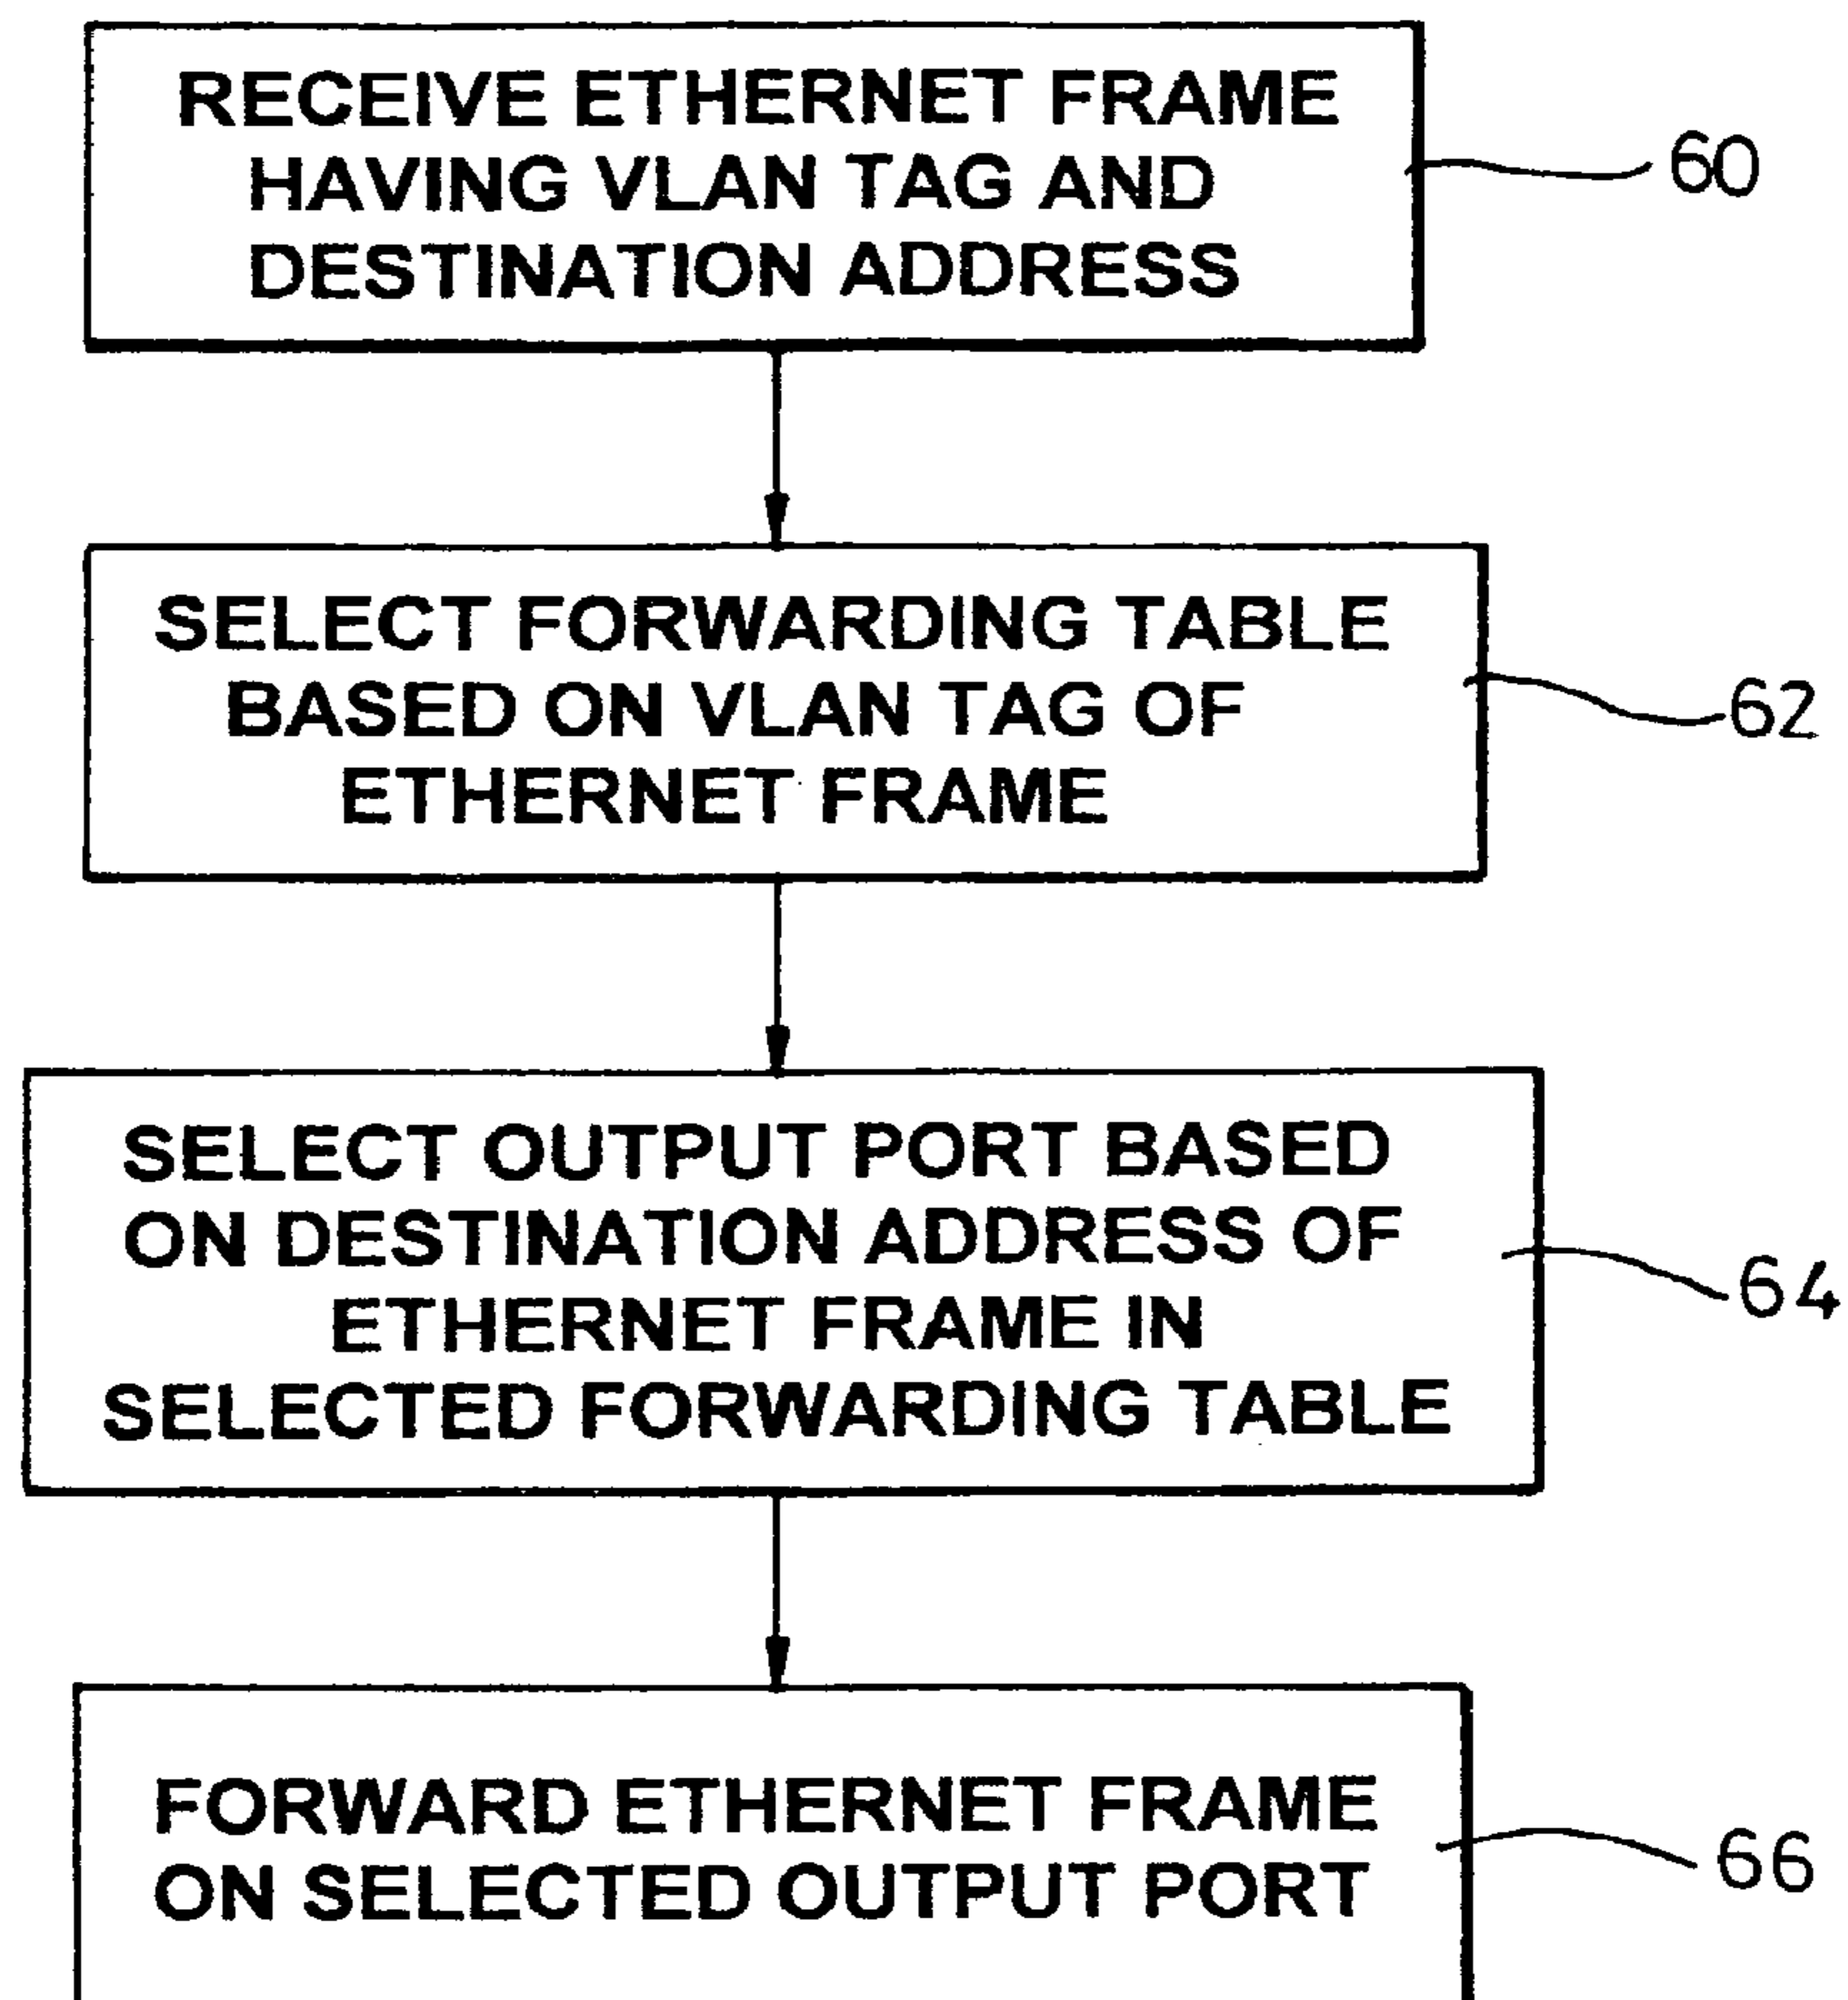 RECEIVE ETHERNET FRAME
HAVING VLAN TAG AND
DESTINATION ADDRESS
60
SELECT FORWARDING TABLE
BASED ON VLAN TAG OF
ETHERNET FRAME
62
SELECT OUTPUT PORT BASED
ON DESTINATION ADDRESS OF
ETHERNET FRAME IN
SELECTED FORWARDING TABLE
64
FORWARD ETHERNET FRAME
ON SELECTED OUTPUT PORT
66